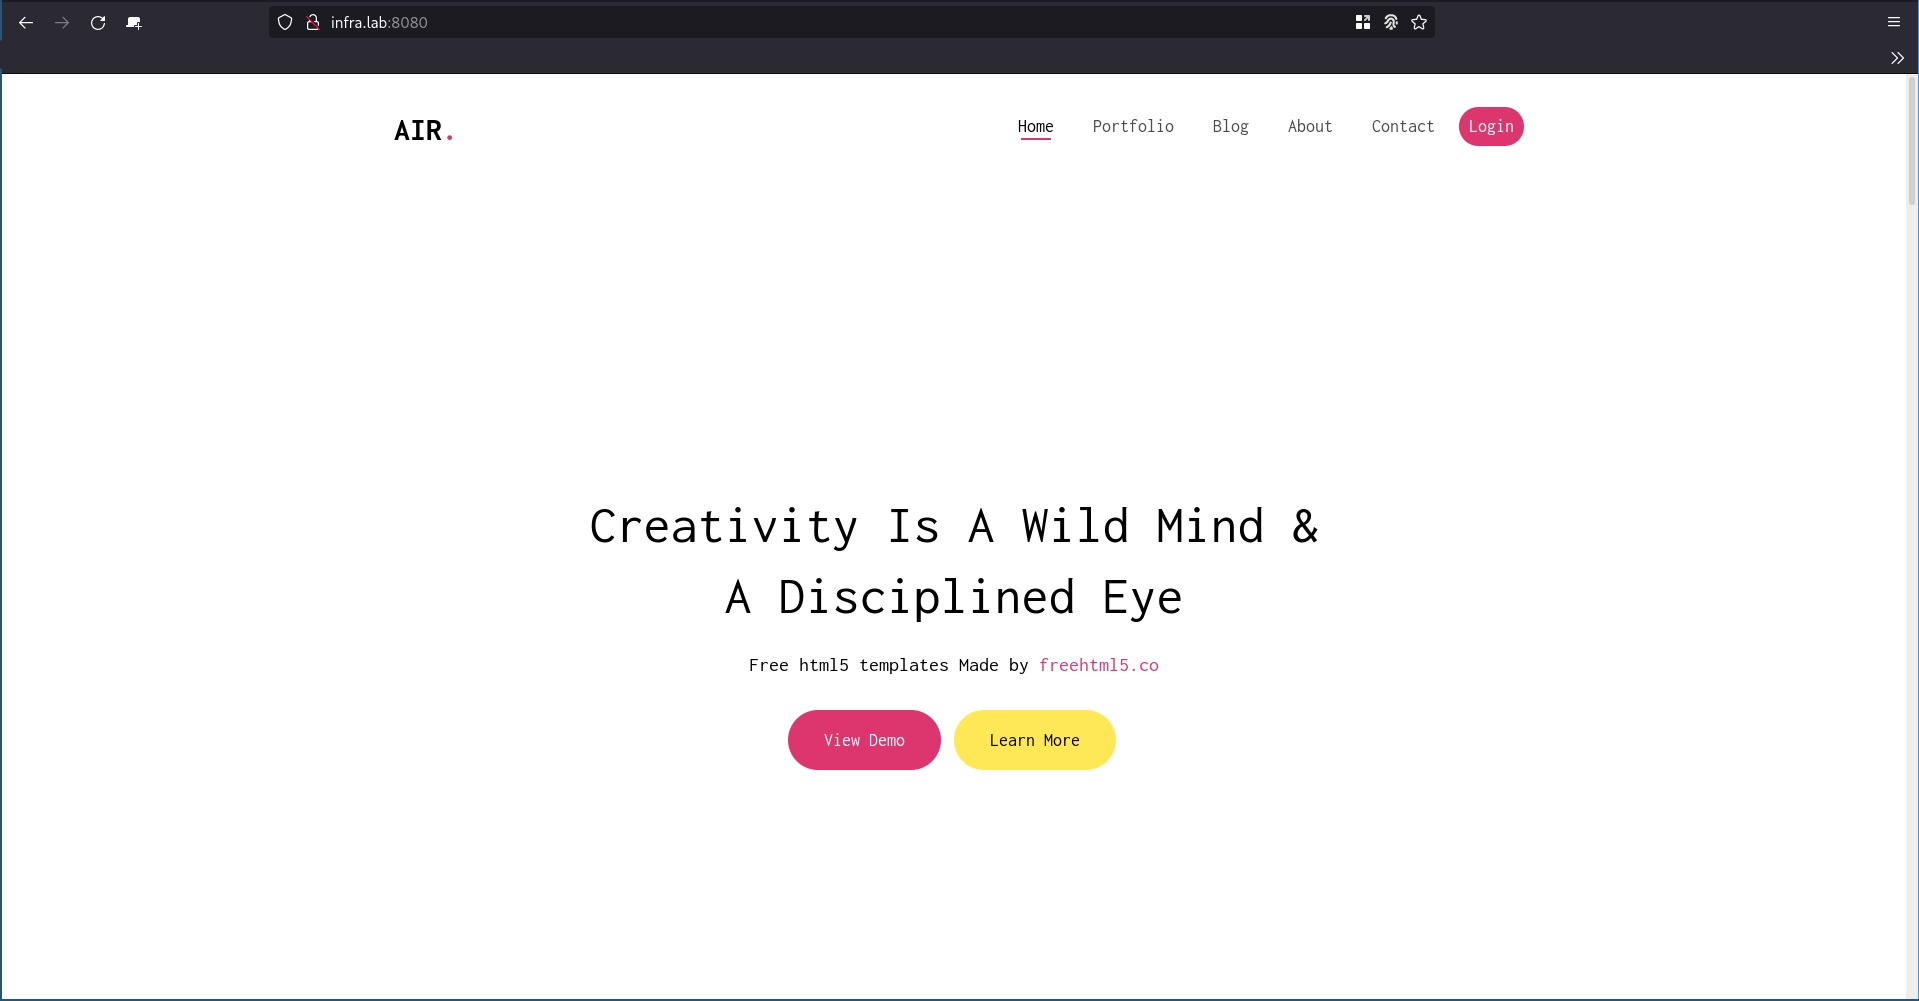 infra.lab:8080
AIR.
Home Portfolio Blog About Contact Login
Creativity Is A Wild Mind &
A Disciplined Eye
Free html5 templates Made by freehtml5.co
View Demo Learn More